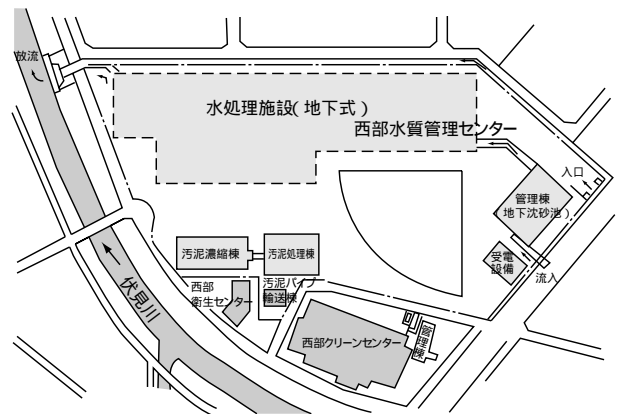 放流
水処理施設(地下式)
西部水質管理センター
入口
管理棟
(地下沈砂池)
受電
設備
流入
汚泥濃縮棟
汚泥処理棟
西部
衛生センター
汚泥パイプ
輸送棟
伏見川
西部クリーンセンター
管理棟